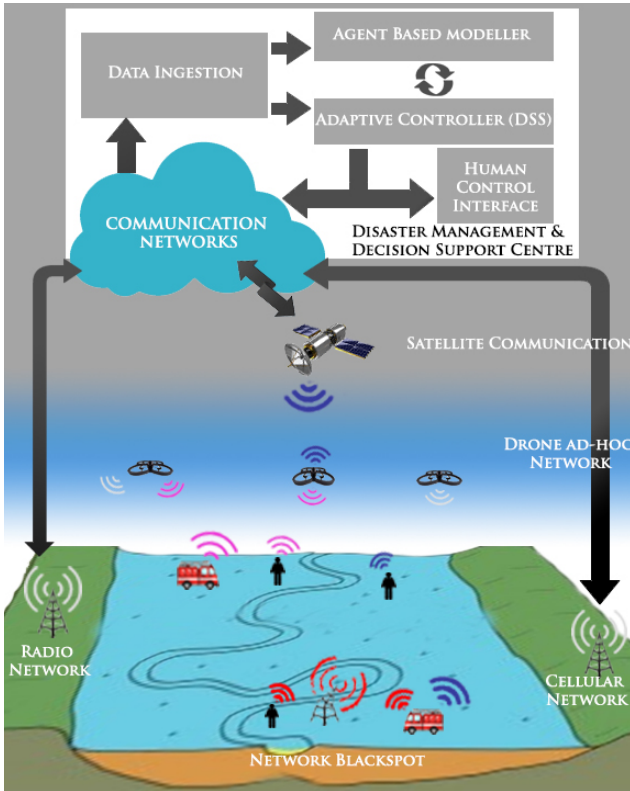 AGENT BASED MODELLER
DATA INGESTION
ADAPTIVE CONTROLLER (DSS)
HUMAN
CONTROL
INTERFACE
COMMUNICATION
NETWORKS
DISASTER MANAGEMENT &
DECISION SUPPORT CENTRE
SATELLITE COMMUNICATION
DRONE AD-HOC
NETWORK
RADIO
NETWORK
CELLULAR
NETWORK
NETWORK BLACKSPOT